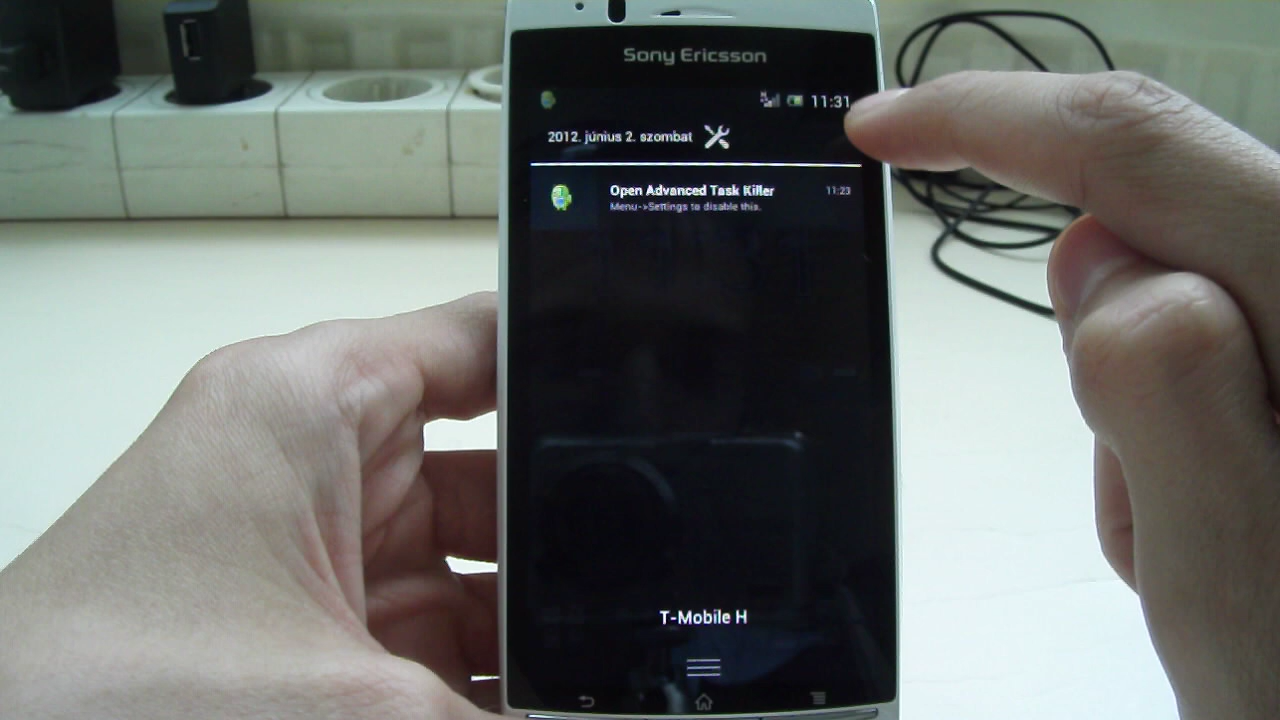 Sony Ericsson
11:31
2012. június 2. szombat
Open Advanced Task Killer
11:23
Menu->Settings to disable this.
T-Mobile H